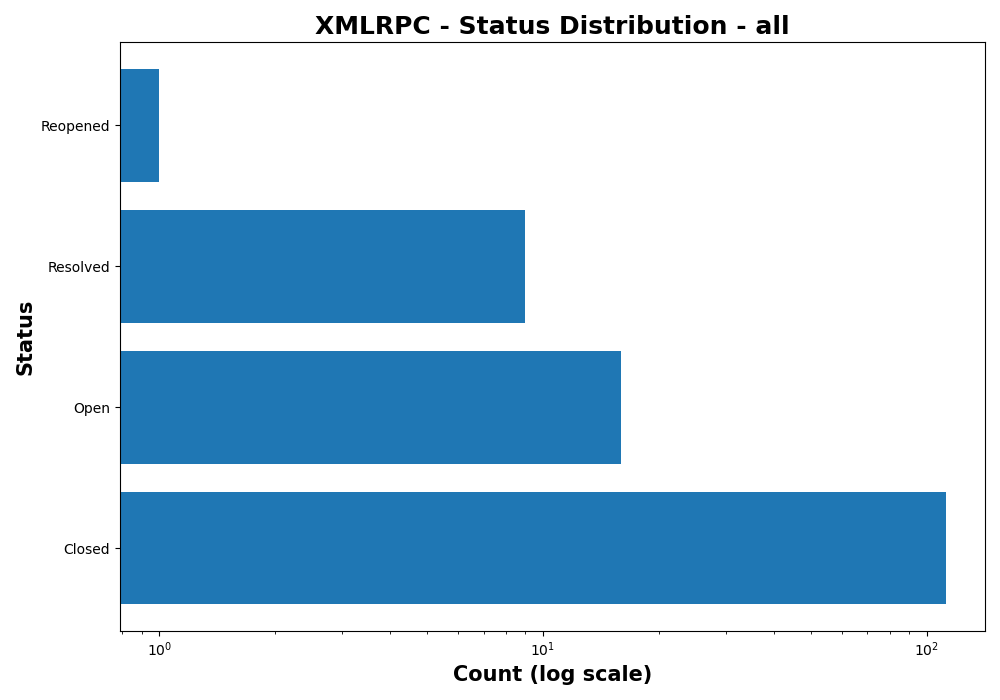 XMLRPC - Status Distribution - all
Reopened
Resolved
Open
Closed
Status
10⁰
10¹
10²
Count (log scale)